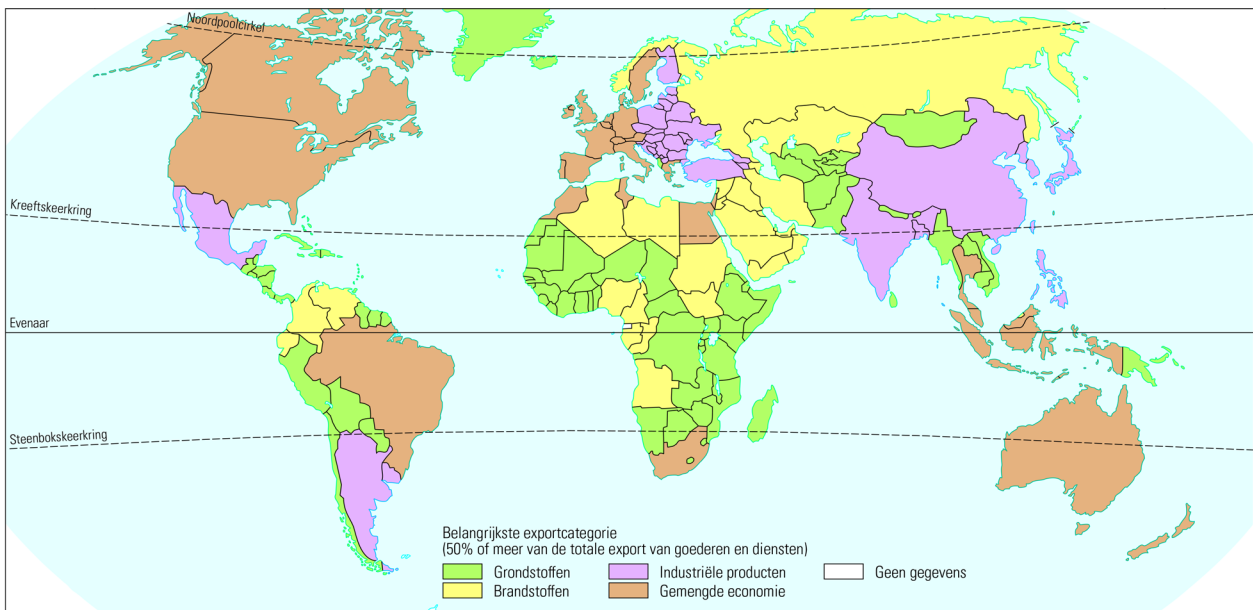 Noordpoolcirkel
Kreeftskeerkring
Evenaar
Steenbokskeerkring
Belangrijkste exportcategorie
(50% of meer van de totale export van goederen en diensten)
Grondstoffen
Industriële producten
Geen gegevens
Brandstoffen
Gemengde economie